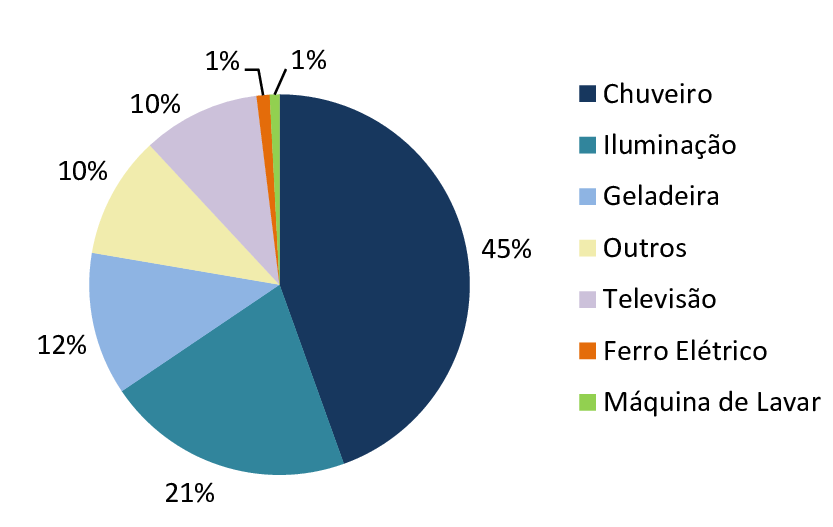 1%
1%
10%
10%
12%
21%
45%
Chuveiro
Iluminação
Geladeira
Outros
Televisão
Ferro Elétrico
Máquina de Lavar